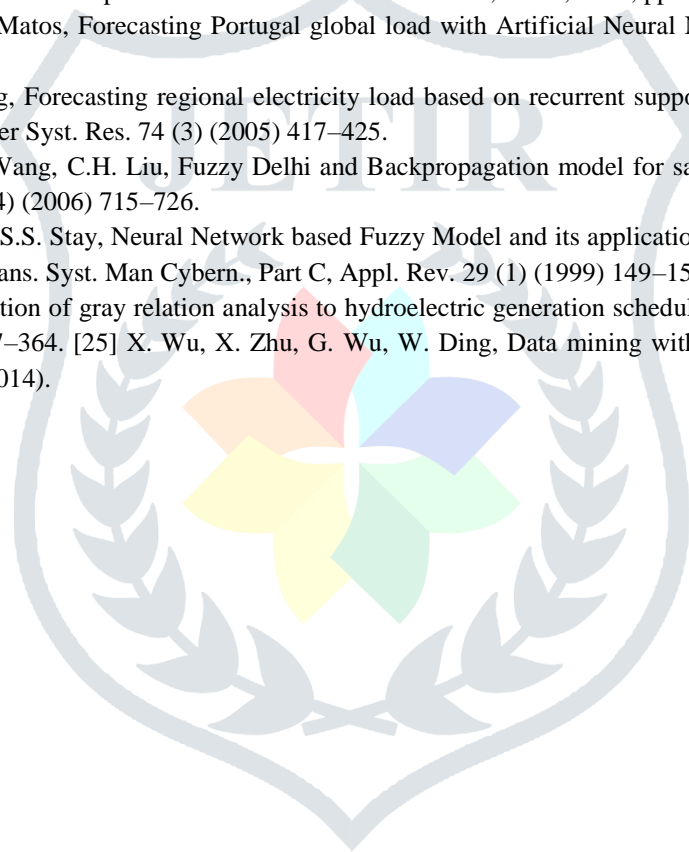 Matos, Forecasting Portugal global load with Artificial Neural
g, Forecasting regional electricity load based on recurrent suppo
er Syst. Res. 74 (3) (2005) 417–425.
Wang, C.H. Liu, Fuzzy Delhi and Backpropagation model for sa
4) (2006) 715–726.
S.S. Stay, Neural Network based Fuzzy Model and its application
ans. Syst. Man Cybern., Part C, Appl. Rev. 29 (1) (1999) 149–15
tion of gray relation analysis to hydroelectric generation schedul
7–364. [25] X. Wu, X. Zhu, G. Wu, W. Ding, Data mining with
014).
JETIR